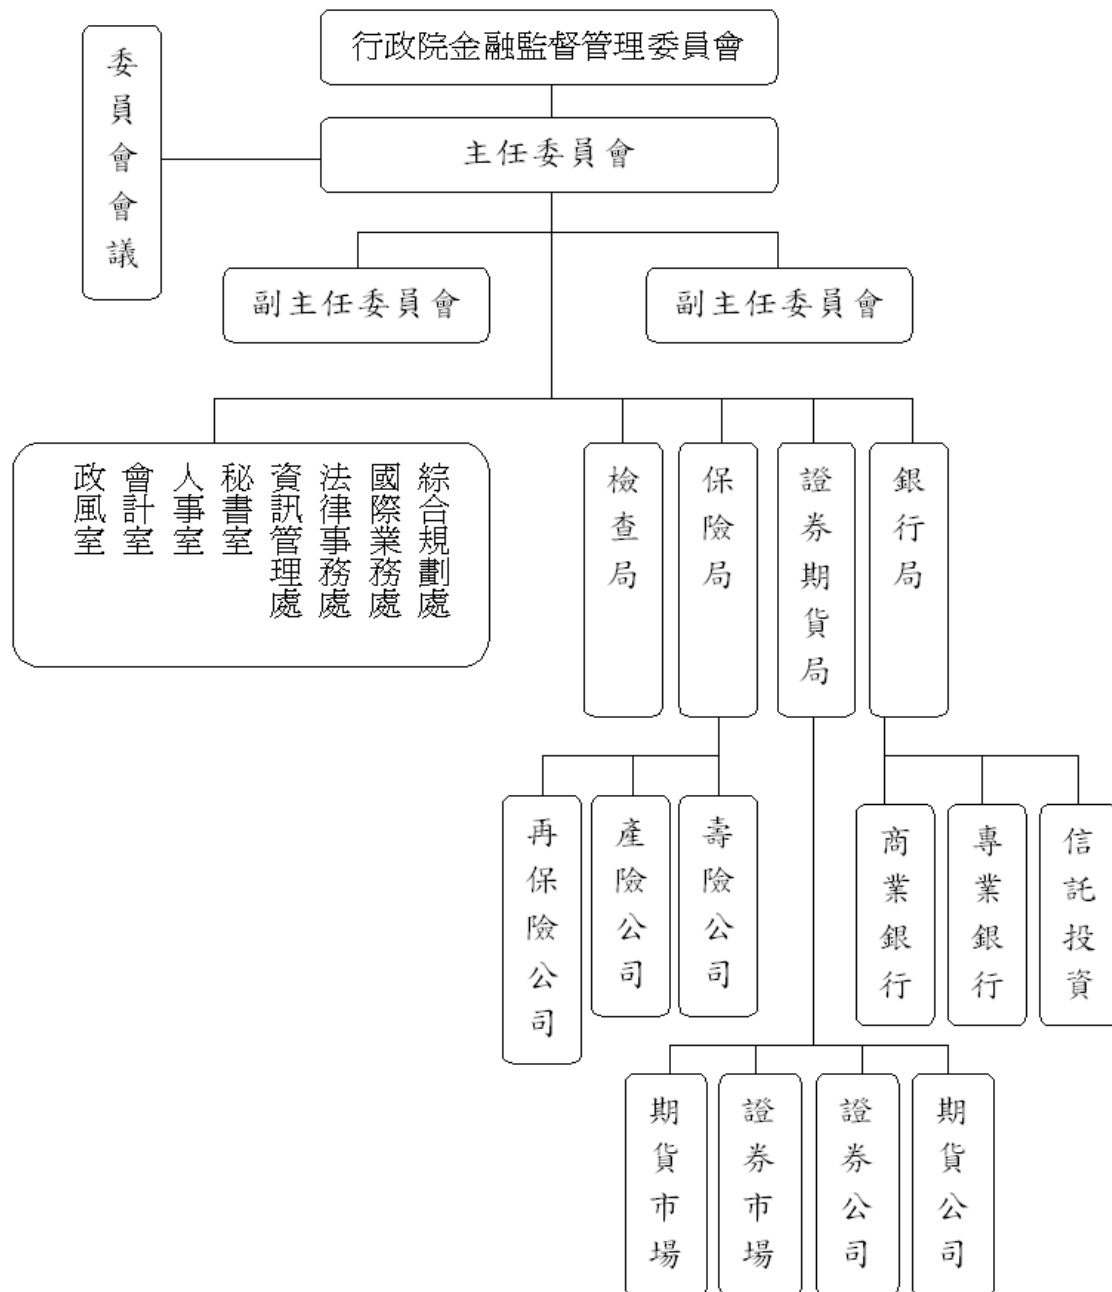 行政院金融監督管理委員會
委員會會議
主任委員會
副主任委員會
副主任委員會
綜合規劃處
國際業務處
法律事務處
資訊管理處
秘書室
人事室
會計室
政風室
銀行局
證券期貨局
保險局
檢查局
信託投資
專業銀行
商業銀行
壽險公司
產險公司
再保險公司
期貨公司
證券公司
證券市場
期貨市場